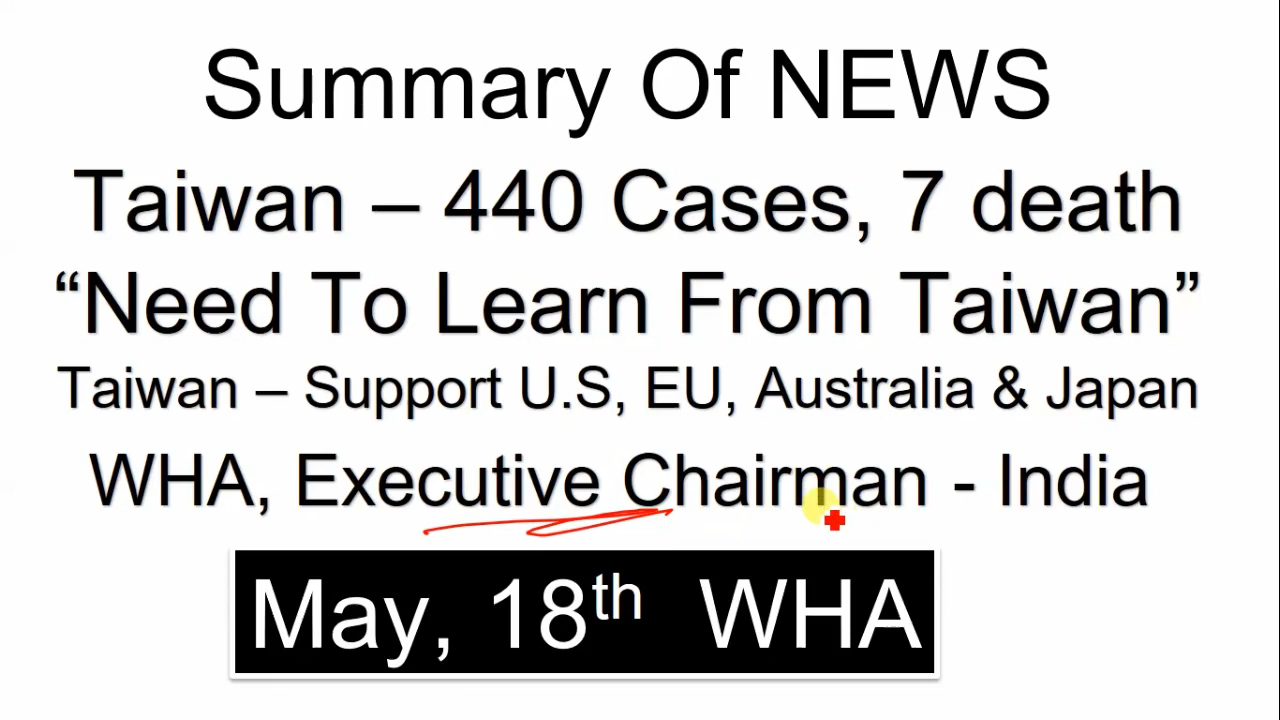 Summary Of NEWS
Taiwan – 440 Cases, 7 death
“Need To Learn From Taiwan”
Taiwan – Support U.S, EU, Australia & Japan
WHA, Executive Chairman - India
May, 18th WHA